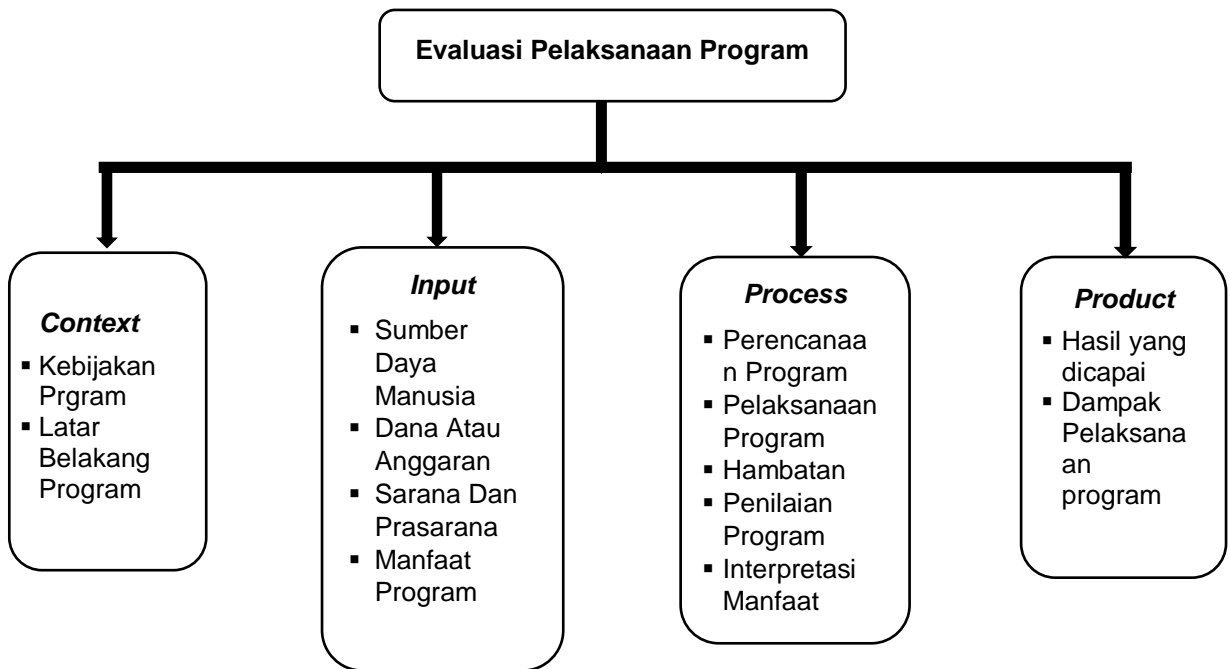 Evaluasi Pelaksanaan Program
Context
▪ Kebijakan
Prgram
▪ Latar
Belakang
Program
Input
▪ Sumber
Daya
Manusia
▪ Dana Atau
Anggaran
▪ Sarana Dan
Prasarana
▪ Manfaat
Program
Process
▪ Perencanaa
n Program
▪ Pelaksanaan
Program
▪ Hambatan
▪ Penilaian
Program
▪ Interpretasi
Manfaat
Product
▪ Hasil yang
dicapai
▪ Dampak
Pelaksana
an
program